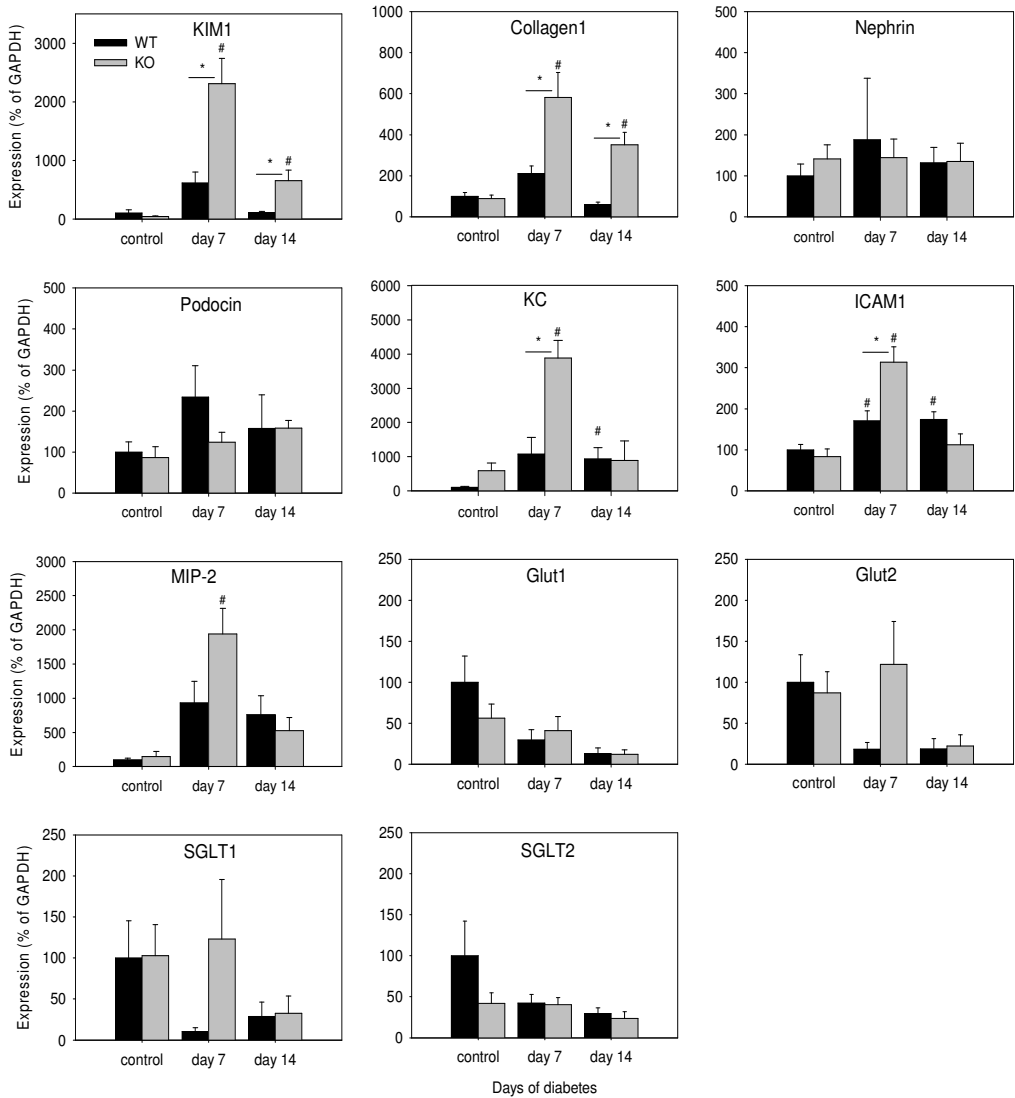 KIM1
WT
KO
Expression (% of GAPDH)
3000
2000
1000
0
* # * #
control day 7 day 14
Collagen1
1000
800
600
400
200
0
* # * #
control day 7 day 14
Nephrin
500
400
300
200
100
0
control day 7 day 14
Podocin
Expression (% of GAPDH)
500
400
300
200
100
0
control day 7 day 14
KC
6000
5000
4000
3000
2000
1000
0
* # #
control day 7 day 14
ICAM1
500
400
300
200
100
0
# * # #
control day 7 day 14
MIP-2
Expression (% of GAPDH)
3000
2500
2000
1500
1000
500
0
#
control day 7 day 14
Glut1
250
200
150
100
50
0
control day 7 day 14
Glut2
250
200
150
100
50
0
control day 7 day 14
SGLT1
Expression (% of GAPDH)
250
200
150
100
50
0
control day 7 day 14
SGLT2
250
200
150
100
50
0
control day 7 day 14
Days of diabetes